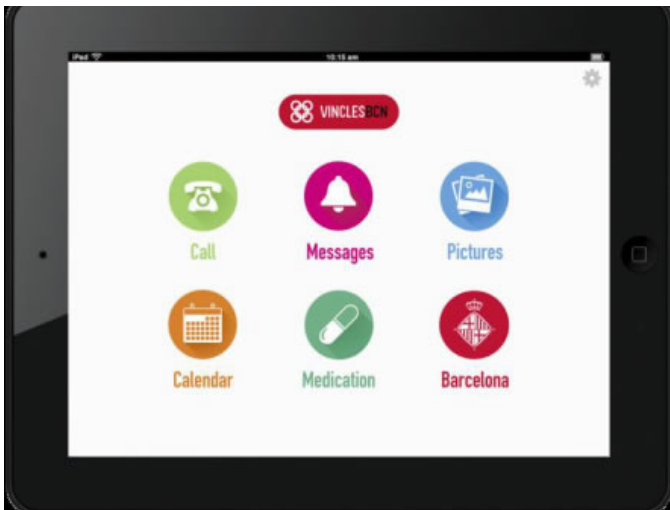 iPad 10:15 am
VINCLESBCN
Call Messages Pictures
Calendar Medication Barcelona